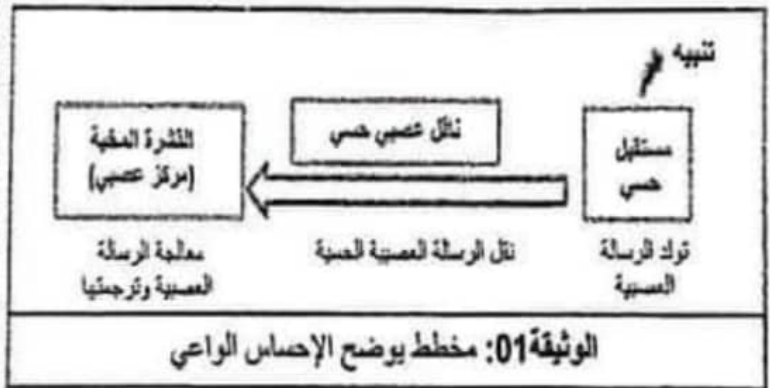 تنبيه
مستقبل
حسي
ناقل عصبي حسي
القشرة المخية
(مركز عصبي)
تولد الرسالة
العصبية
نقل الرسالة العصبية الحسية
معالجة الرسالة
العصبية وترجمتها
الوثيقة01: مخطط يوضح الإحساس الواعي